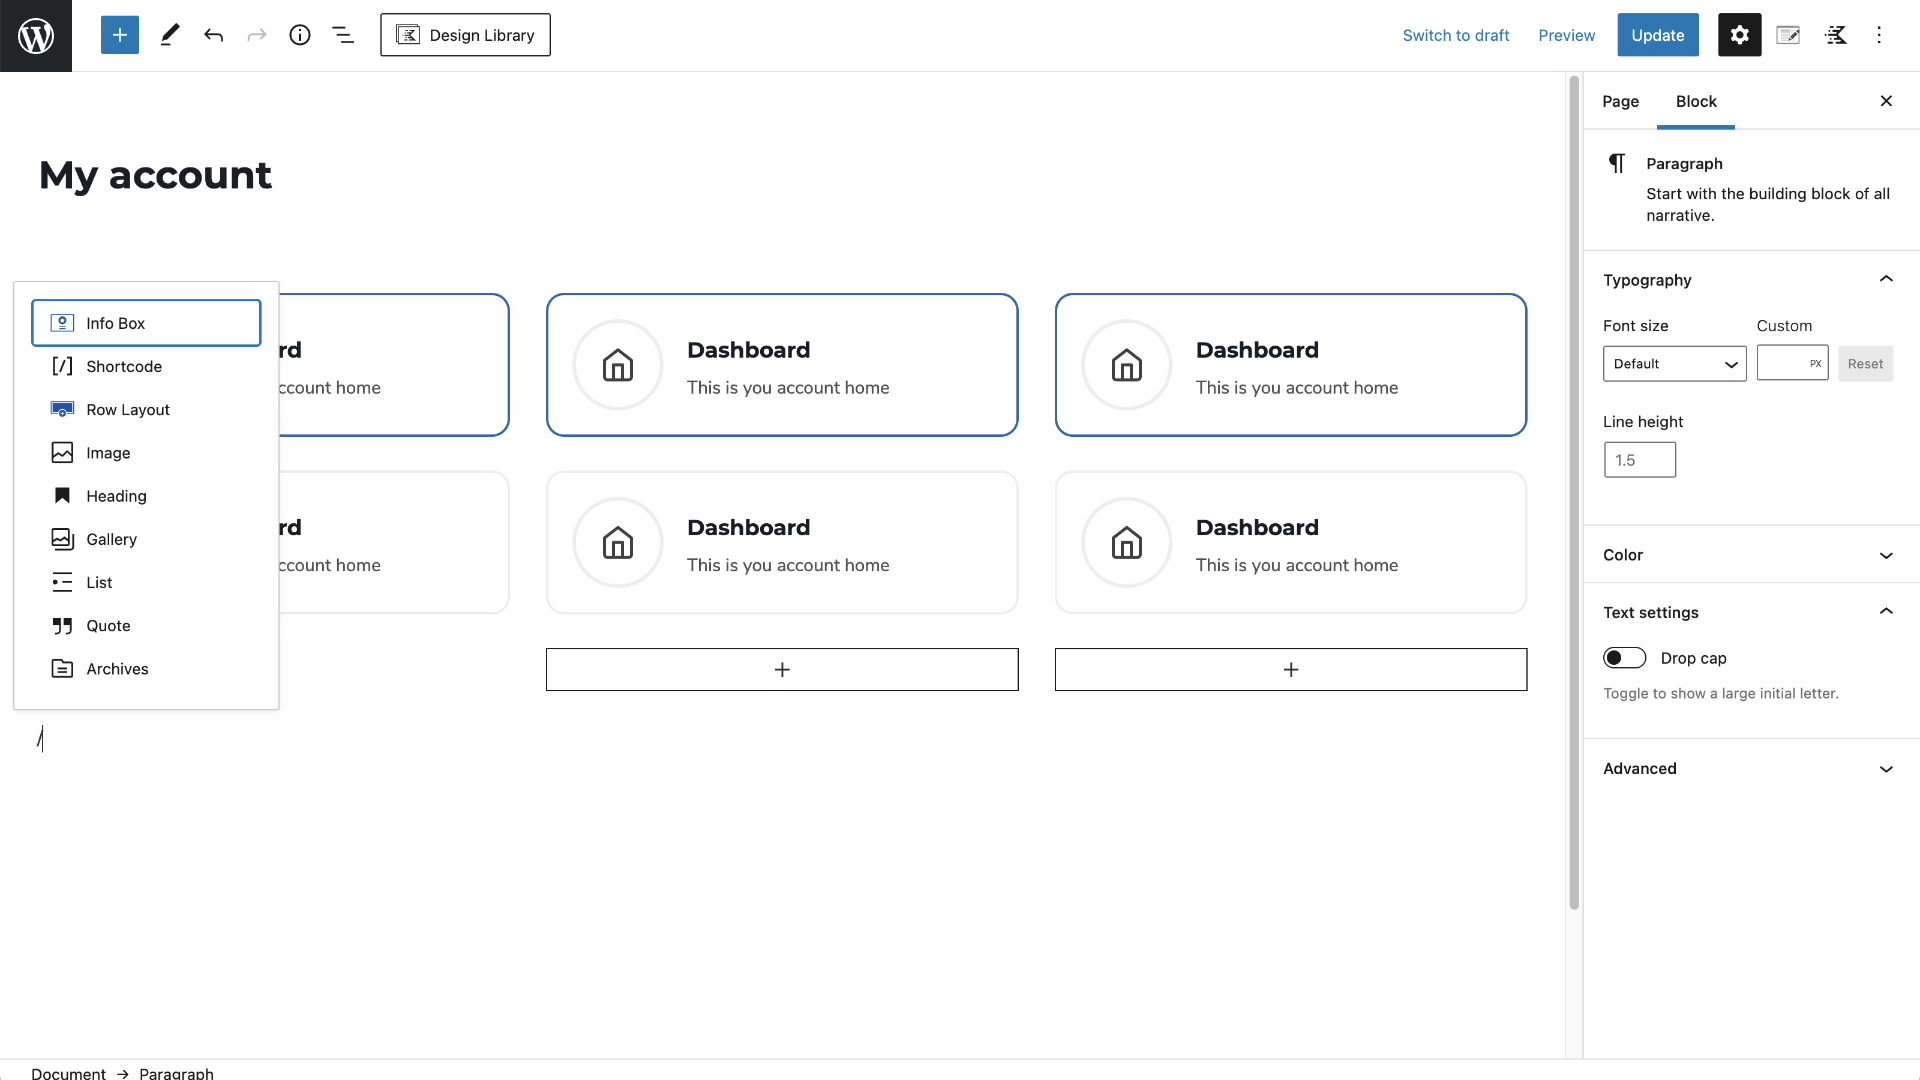 Design Library
Switch to draft
Preview
Update
My account
Info Box
Shortcode
Row Layout
Image
Heading
Gallery
List
Quote
Archives
rd
ccount home
Dashboard
This is you account home
Dashboard
This is you account home
rd
ccount home
Dashboard
This is you account home
Dashboard
This is you account home
/
Page
Block
Paragraph
Start with the building block of all
narrative.
Typography
Font size
Custom
Default
PX
Reset
Line height
1.5
Color
Text settings
Drop cap
Toggle to show a large initial letter.
Advanced
Document → Paragraph